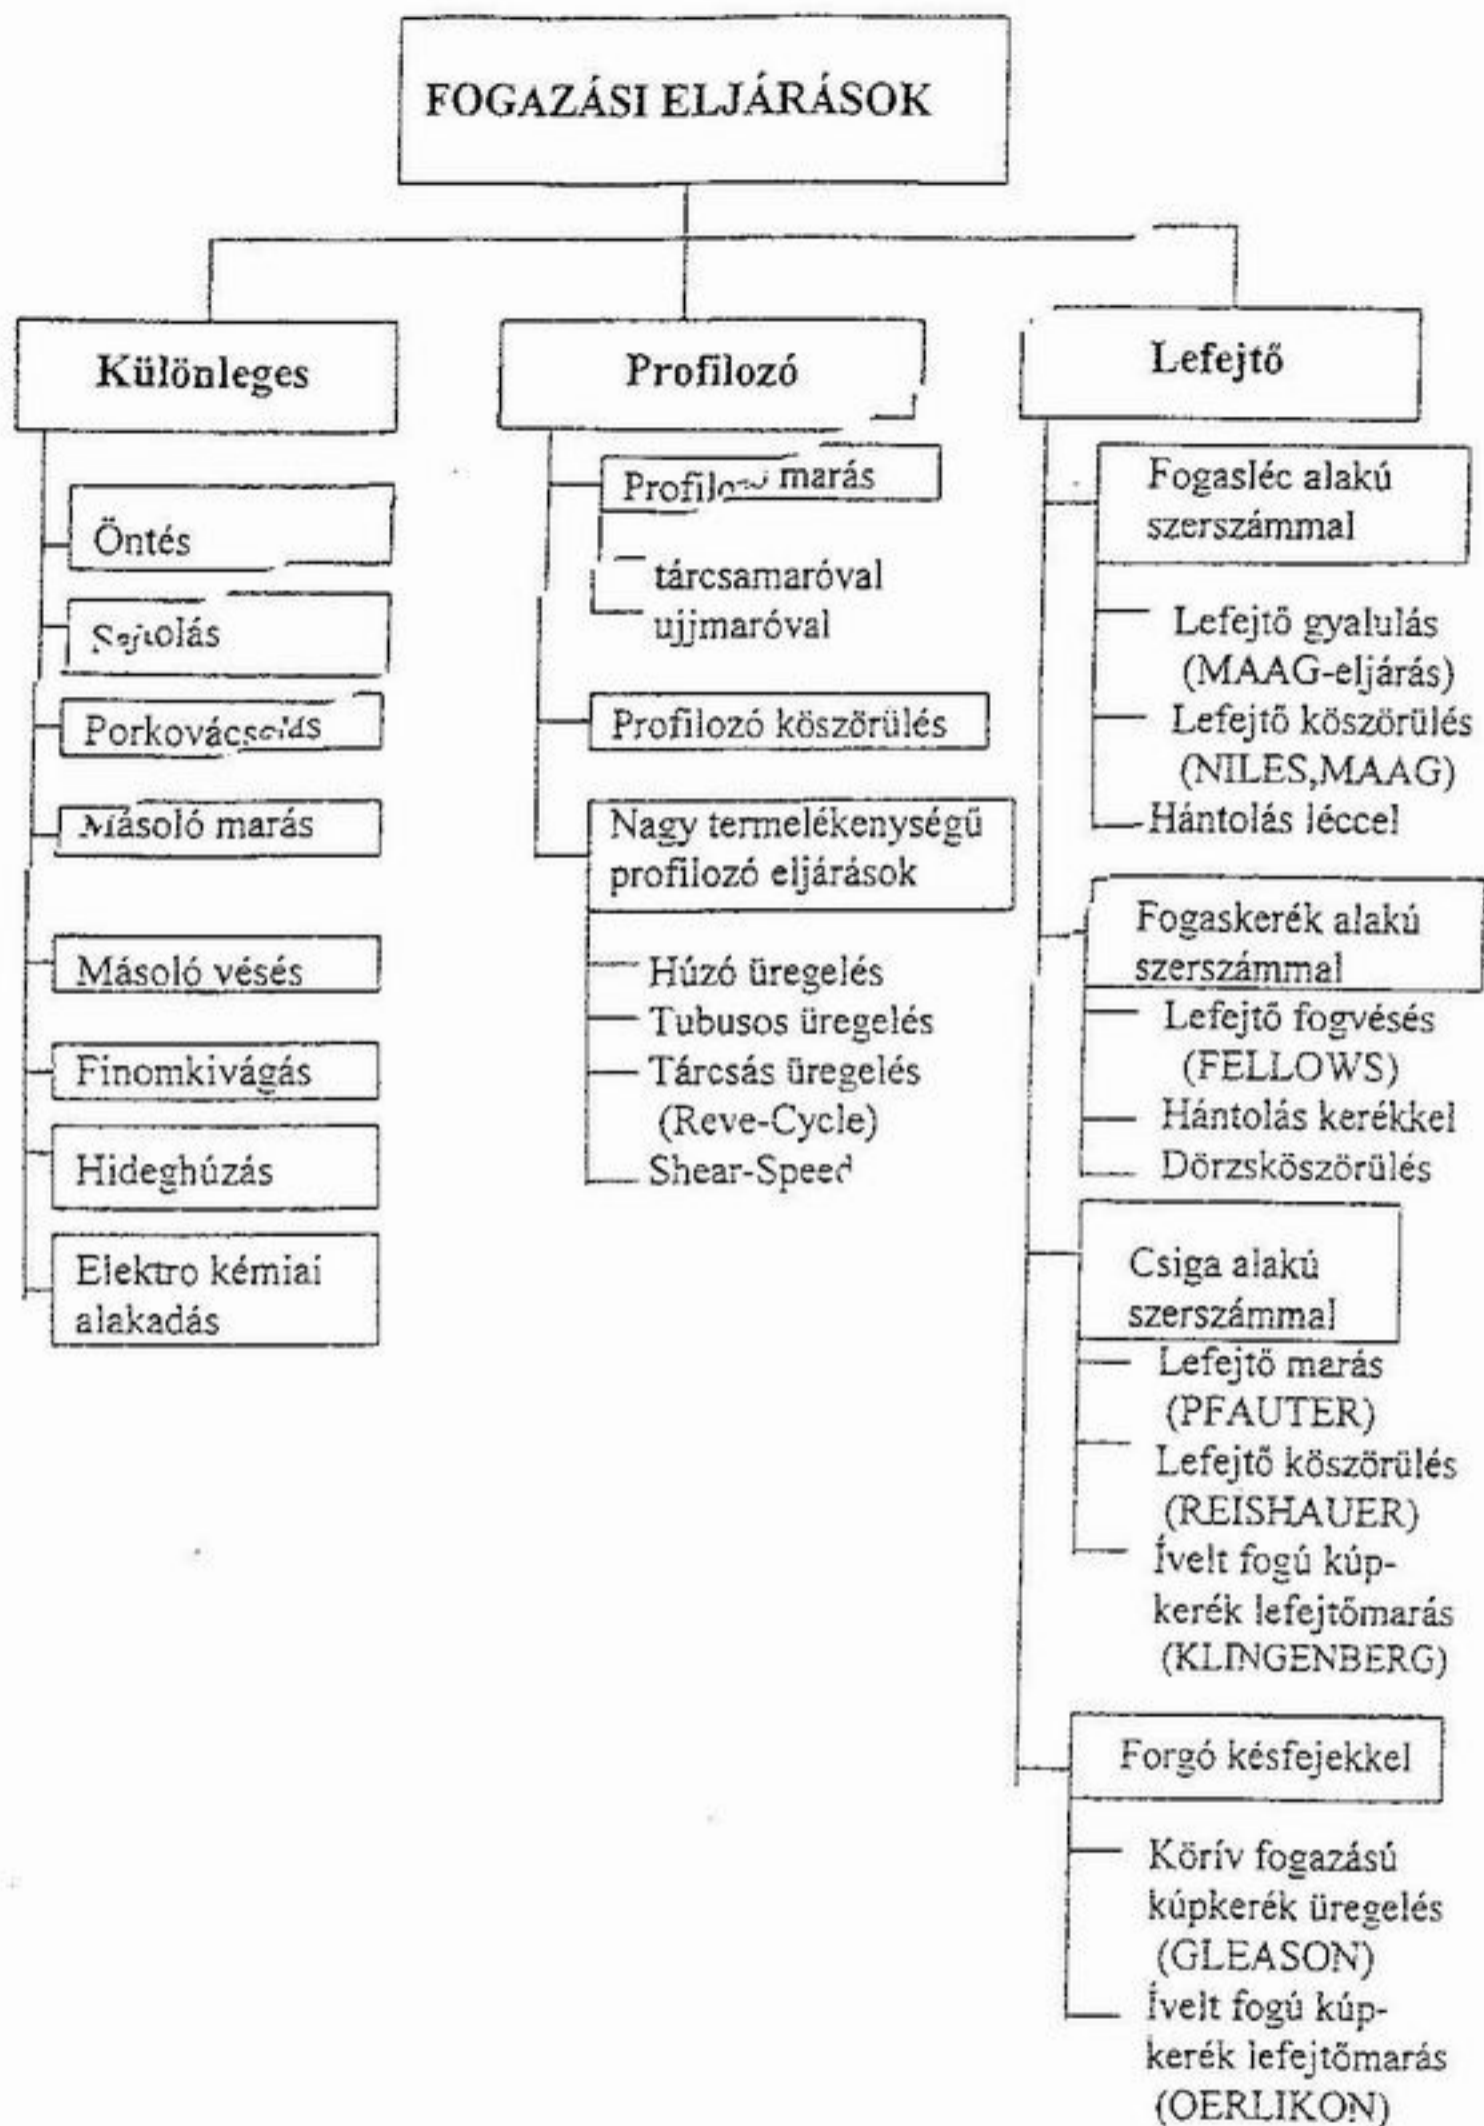 FOGAZÁSI ELJÁRÁSOK
Különleges
Öntés
Sajtolás
Porkovácsolás
Másoló marás
Másoló vésés
Finomkivágás
Hideghúzás
Elektro kémiai
alakadás
Profilozó
Profilozó marás
tárcsamaróval
ujjmaróval
Profilozó köszörülés
Nagy termelékenységű
profilozó eljárások
Húzó üregelés
Tubusos üregelés
Tárcsás üregelés
(Reve-Cycle)
Shear-Speed
Lefejtő
Fogasléc alakú
szerszámmal
Lefejtő gyalulás
(MAAG-eljárás)
Lefejtő köszörülés
(NILES,MAAG)
Hántolás léccel
Fogaskerék alakú
szerszámmal
Lefejtő fogvésés
(FELLOWS)
Hántolás kerékkel
Dörzsköszörülés
Csiga alakú
szerszámmal
Lefejtő marás
(PFAUTER)
Lefejtő köszörülés
(REISHAUER)
Ívelt fogú kúp-
kerék lefejtőmarás
(KLINGENBERG)
Forgó késfejekkel
Körív fogazású
kúpkerék üregelés
(GLEASON)
Ívelt fogú kúp-
kerék lefejtőmarás
(OERLIKON)